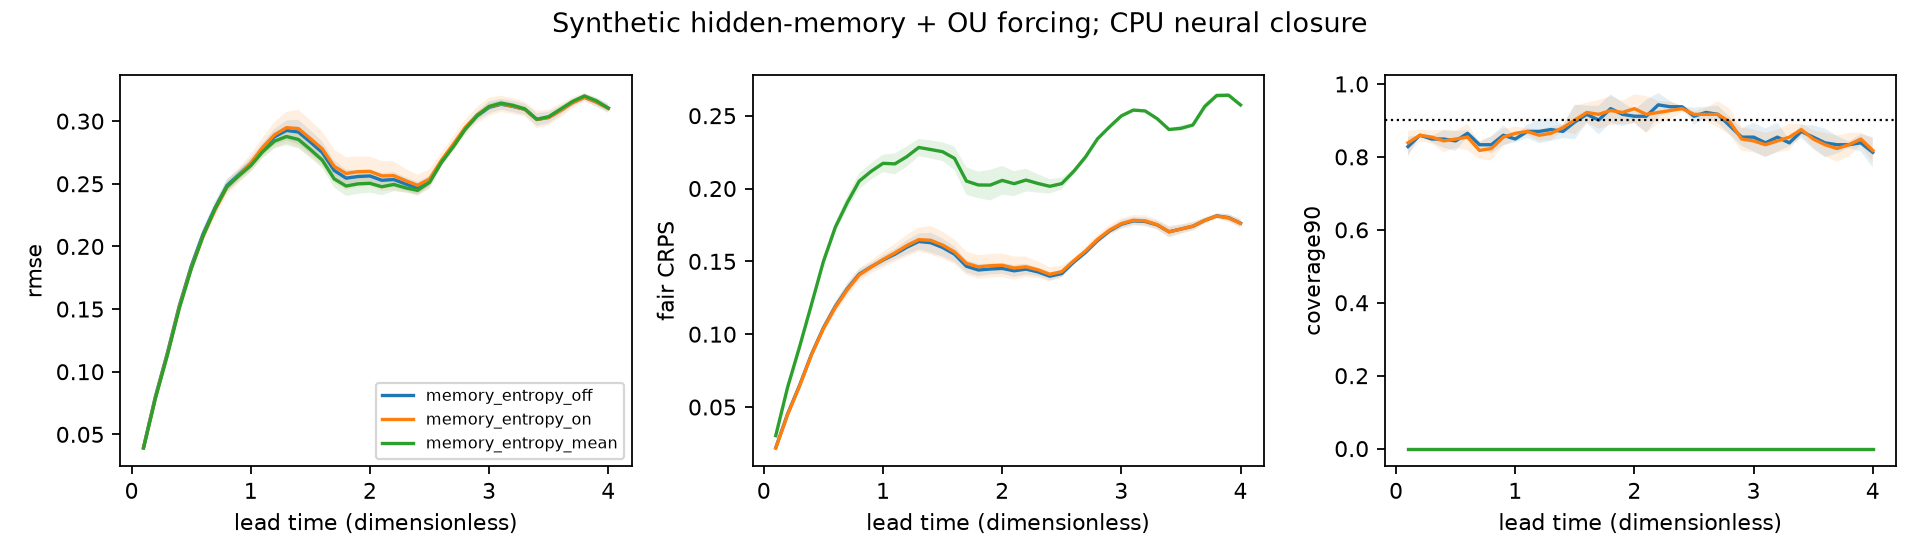 Synthetic hidden-memory + OU forcing; CPU neural closure
rmse
0.30
0.25
0.20
0.15
0.10
0.05
0 1 2 3 4
lead time (dimensionless)
memory_entropy_off
memory_entropy_on
memory_entropy_mean
fair CRPS
0.25
0.20
0.15
0.10
0.05
0 1 2 3 4
lead time (dimensionless)
coverage90
1.0
0.8
0.6
0.4
0.2
0.0
0 1 2 3 4
lead time (dimensionless)